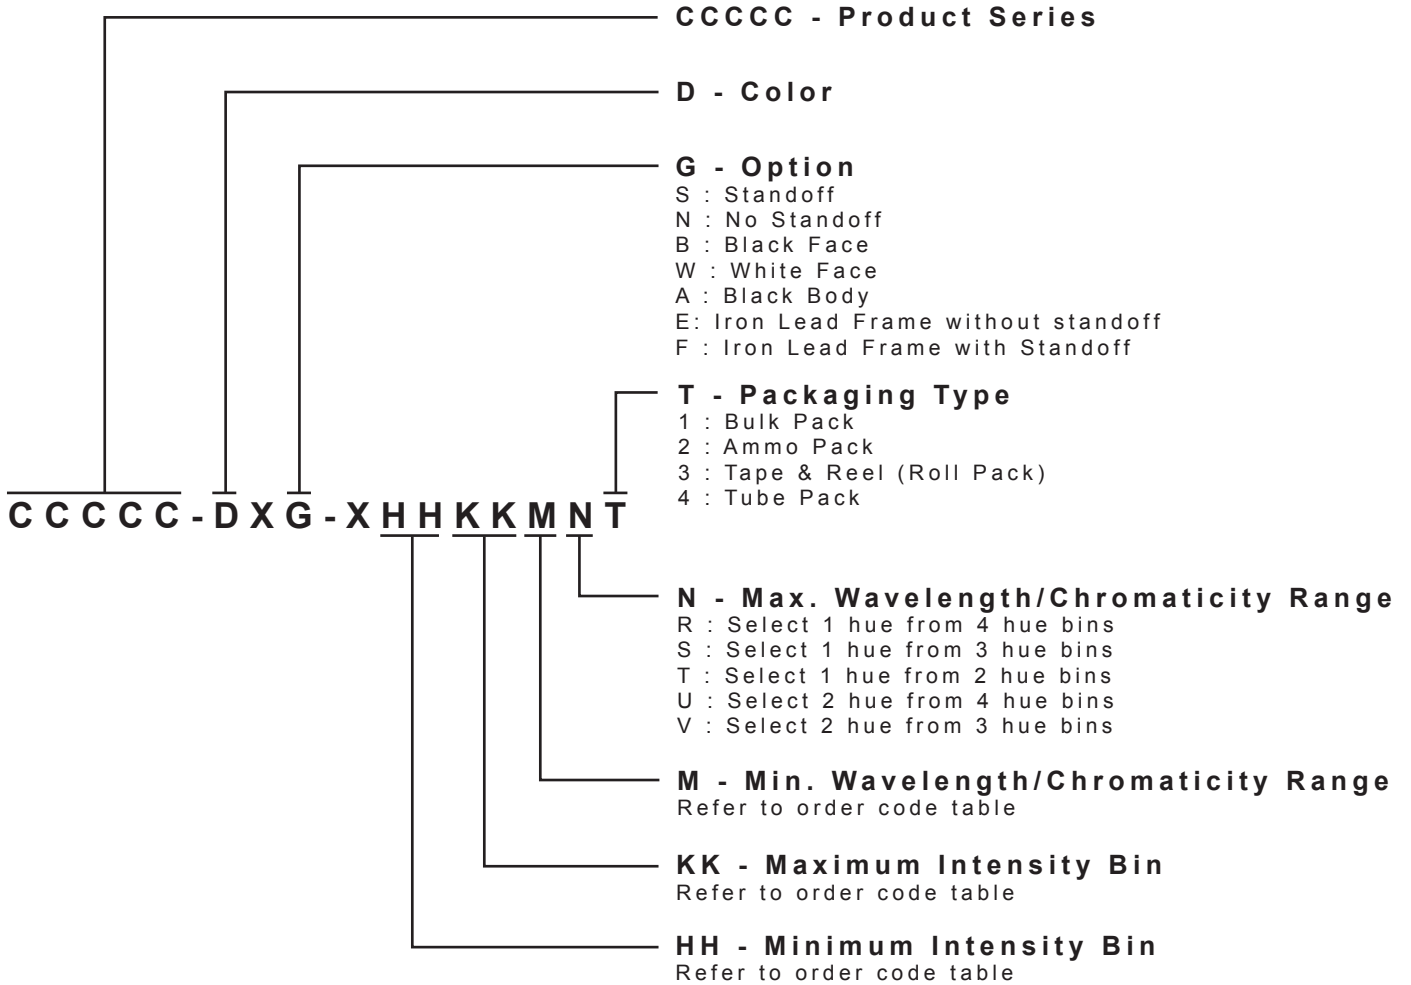 CCCCC - Product Series
D - Color
G - Option
S : Standoff
N : No Standoff
B : Black Face
W : White Face
A : Black Body
E: Iron Lead Frame without standoff
F : Iron Lead Frame with Standoff
T - Packaging Type
1 : Bulk Pack
2 : Ammo Pack
3 : Tape & Reel (Roll Pack)
4 : Tube Pack
CCCCC-DXG-XHHKKMNT
N - Max. Wavelength/Chromaticity Range
R : Select 1 hue from 4 hue bins
S : Select 1 hue from 3 hue bins
T : Select 1 hue from 2 hue bins
U : Select 2 hue from 4 hue bins
V : Select 2 hue from 3 hue bins
M - Min. Wavelength/Chromaticity Range
Refer to order code table
KK - Maximum Intensity Bin
Refer to order code table
HH - Minimum Intensity Bin
Refer to order code table